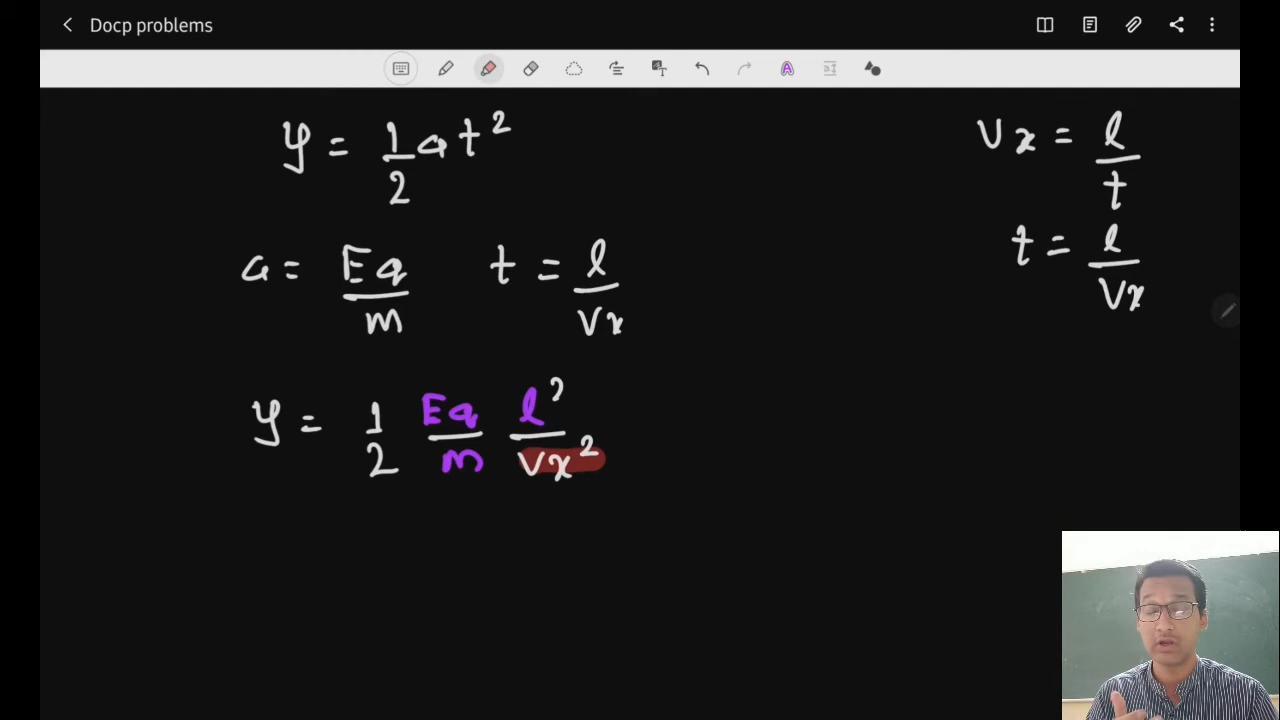 Docp problems
y = 1/2 at²
Vx = l/t
a = Eq/m t = l/Vx
t = l/Vx
y = 1/2 Eq/m l²/Vx²